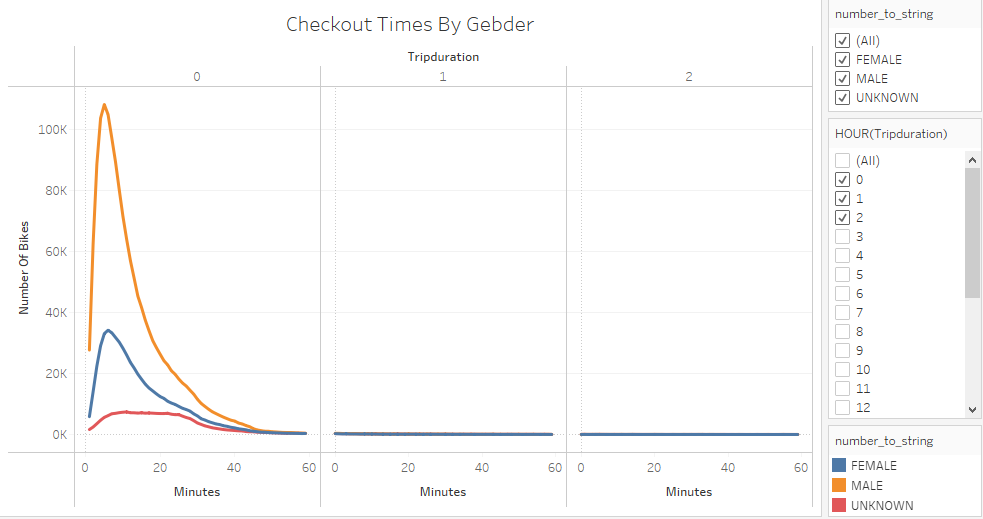 Checkout Times By Gebder
Tripduration
0
1
2
100K
80K
60K
40K
20K
0K
Number Of Bikes
0 20 40 60
0 20 40 60
0 20 40 60
Minutes
Minutes
Minutes
number_to_string
(All)
FEMALE
MALE
UNKNOWN
HOUR(Tripduration)
(All)
0
1
2
3
4
5
6
7
8
9
10
11
12
number_to_string
FEMALE
MALE
UNKNOWN